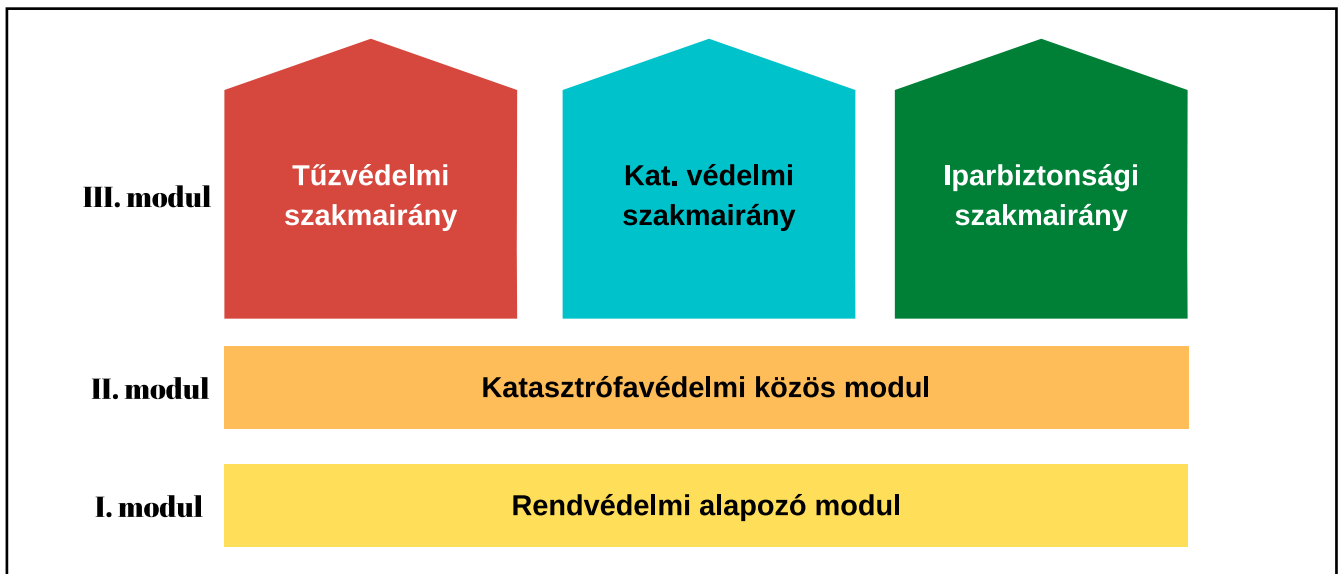 III. modul
Tűzvédelmi
szakmairány
Kat. védelmi
szakmairány
Iparbiztonsági
szakmairány
II. modul
Katasztrófavédelmi közös modul
I. modul
Rendvédelmi alapozó modul